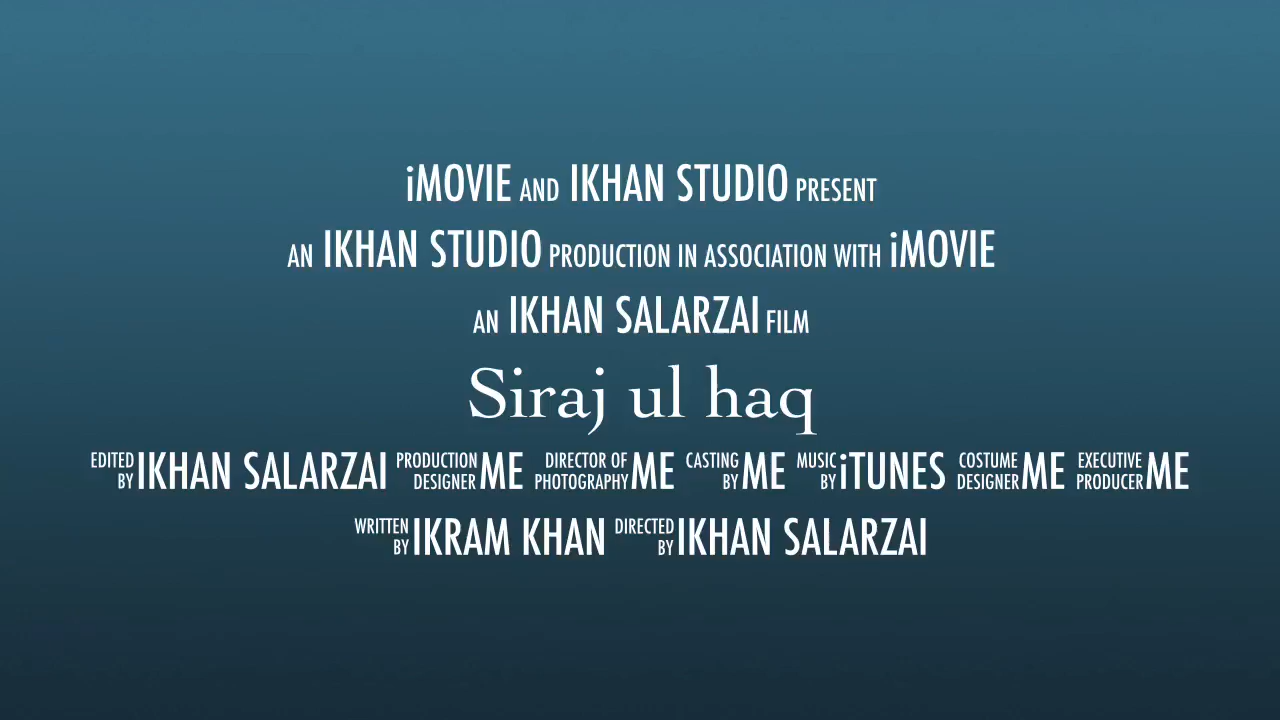 iMOVIE AND IKHAN STUDIO PRESENT
AN IKHAN STUDIO PRODUCTION IN ASSOCIATION WITH iMOVIE
AN IKHAN SALARZAI FILM
Siraj ul haq
EDITED BY IKHAN SALARZAI PRODUCTION DESIGNER ME DIRECTOR OF PHOTOGRAPHY ME CASTING BY ME MUSIC BY iTUNES COSTUME DESIGNER ME EXECUTIVE PRODUCER ME
WRITTEN BY IKRAM KHAN DIRECTED BY IKHAN SALARZAI